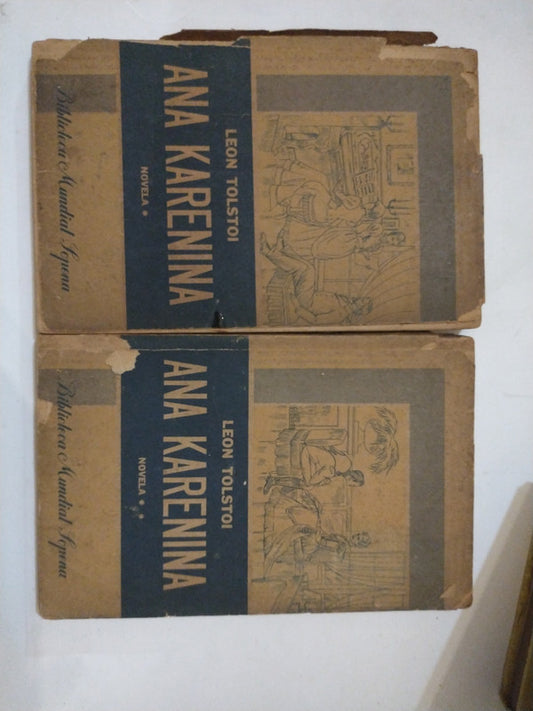 LEON TOLSTOI
ANA KARENINA
NOVELA *
Biblioteca Mundial Sopena
LEON TOLSTOI
ANA KARENINA
NOVELA * *
Biblioteca Mundial Sopena